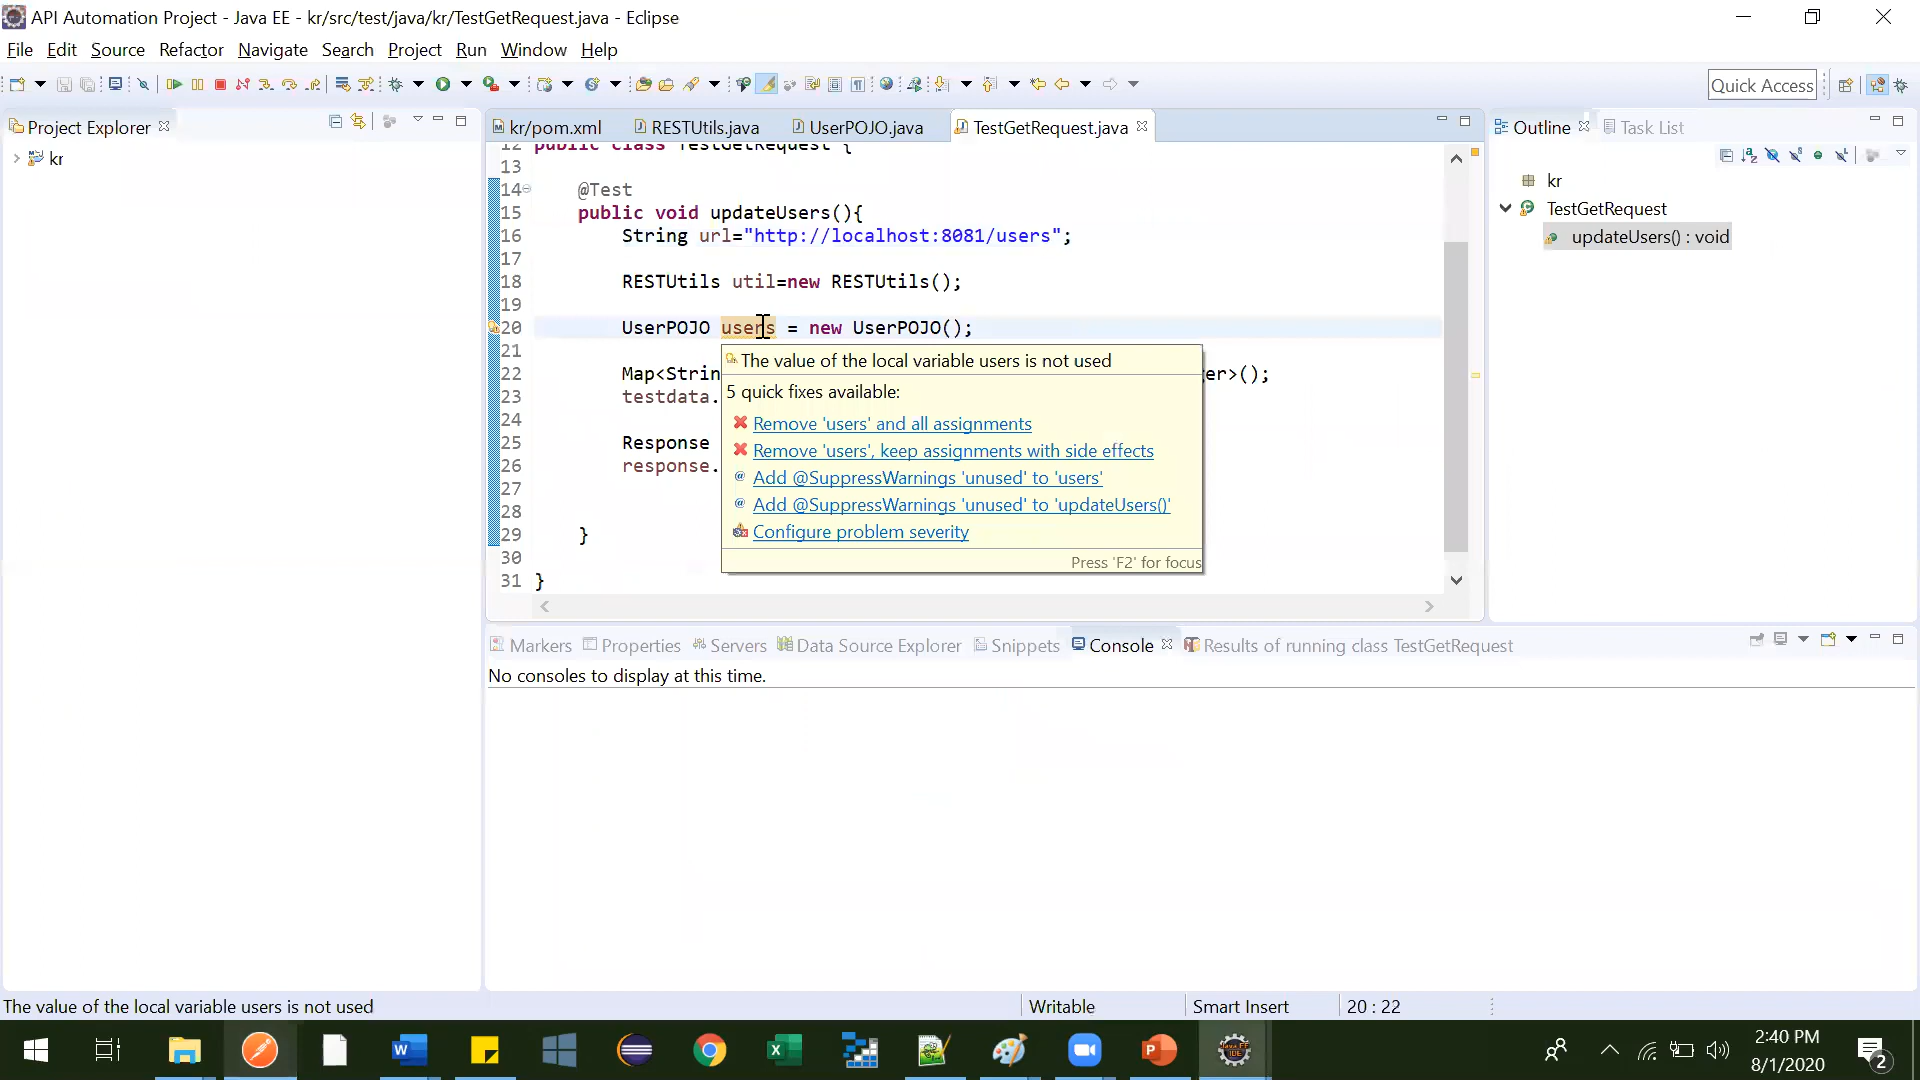 API Automation Project - Java EE - kr/src/test/java/kr/TestGetRequest.java - Eclipse
File Edit Source Refactor Navigate Search Project Run Window Help
Quick Access
Project Explorer
kr
kr/pom.xml RESTUtils.java UserPOJO.java TestGetRequest.java
Outline Task List
kr
TestGetRequest
updateUsers() : void
12 public class TestGetRequest {
13
14 @Test
15 public void updateUsers(){
16 String url="http://localhost:8081/users";
17
18 RESTUtils util=new RESTUtils();
19
20 UserPOJO users = new UserPOJO();
21
22 Map<Strin ger>();
23 testdata.
24
25 Response
26 response.
27
28
29 }
30
31 }
The value of the local variable users is not used
5 quick fixes available:
Remove 'users' and all assignments
Remove 'users', keep assignments with side effects
@ Add @SuppressWarnings 'unused' to 'users'
@ Add @SuppressWarnings 'unused' to 'updateUsers()'
Configure problem severity
Press 'F2' for focus
Markers Properties Servers Data Source Explorer Snippets Console Results of running class TestGetRequest
No consoles to display at this time.
The value of the local variable users is not used Writable Smart Insert 20 : 22
2:40 PM
8/1/2020
2